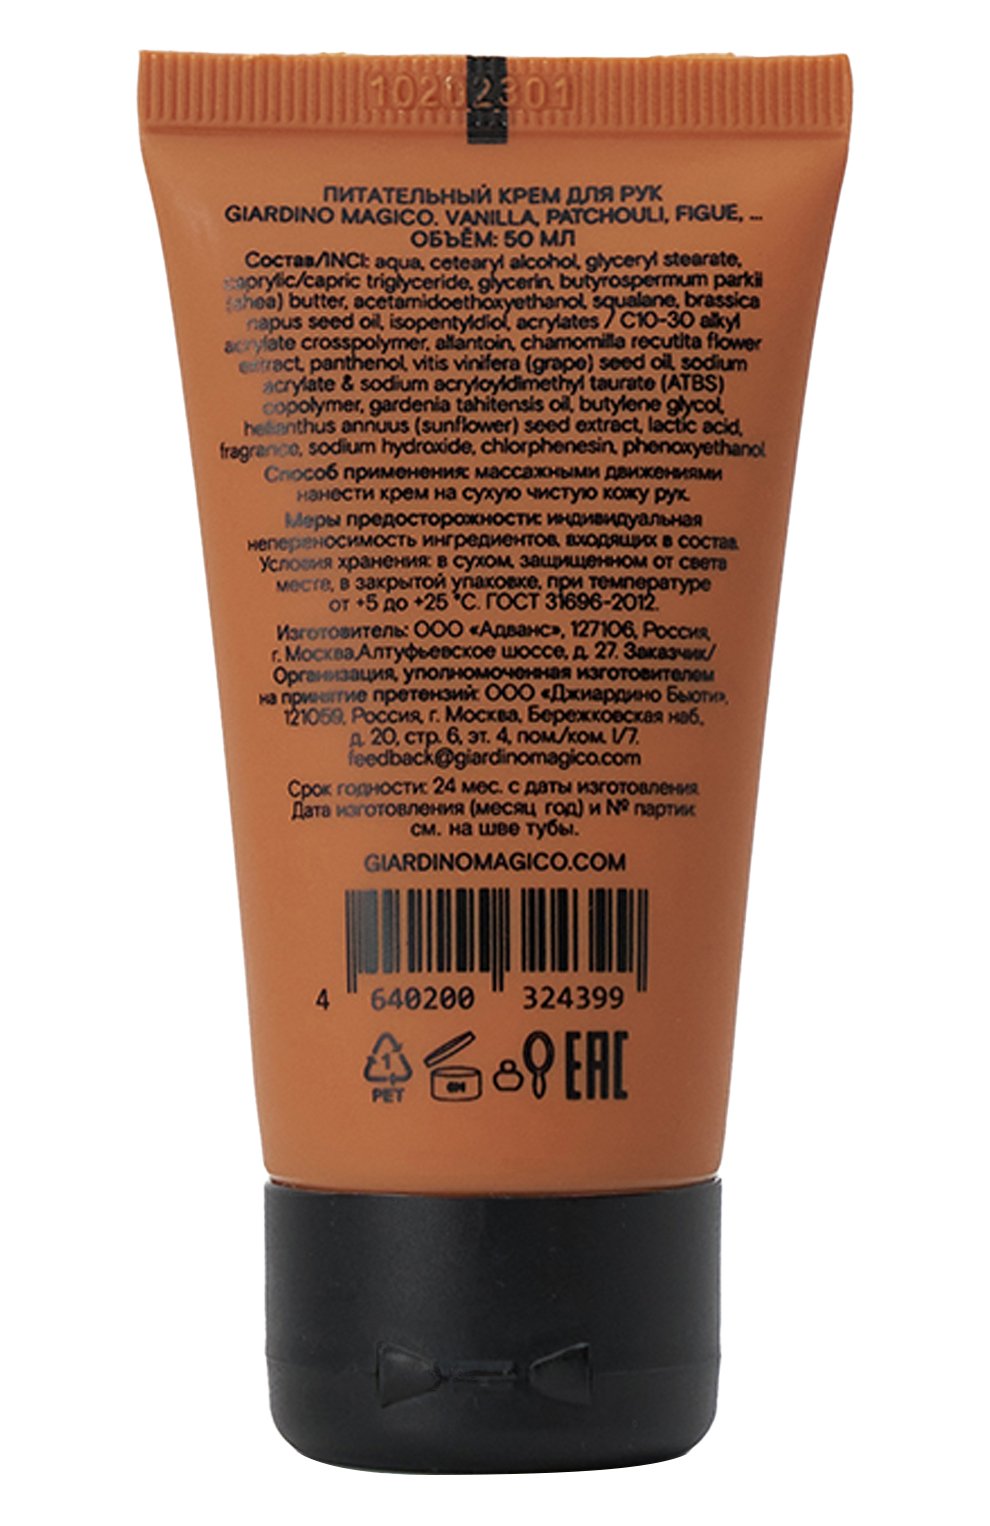 ПИТАТЕЛЬНЫЙ КРЕМ ДЛЯ РУК
GIARDINO MAGICO. VANILLA, PATCHOULI, FIGUE, ...
ОБЪЁМ: 50 МЛ
Состав/INCI: aqua, cetearyl alcohol, glyceryl stearate,
caprylic/capric triglyceride, glycerin, butyrospermum parkii
(shea) butter, acetamidoethoxyethanol, squalane, brassica
napus seed oil, isopentyldiol, acrylates / C10-30 alkyl
acrylate crosspolymer, allantoin, chamomilla recutita flower
extract, panthenol, vitis vinifera (grape) seed oil, sodium
acrylate & sodium acryloyldimethyl taurate (ATBS)
copolymer, gardenia tahitensis oil, butylene glycol,
helianthus annuus (sunflower) seed extract, lactic acid,
fragrance, sodium hydroxide, chlorphenesin, phenoxyethanol
Способ применения: массажными движениями
нанести крем на сухую чистую кожу рук.
Меры предосторожности: индивидуальная
непереносимость ингредиентов, входящих в состав.
Условия хранения: в сухом, защищенном от света
месте, в закрытой упаковке, при температуре
от +5 до +25 °С. ГОСТ 31696-2012.
Изготовитель: ООО «Адванс», 127106, Россия,
г. Москва,Алтуфьевское шоссе, д. 27. Заказчик/
Организация, уполномоченная изготовителем
на принятие претензий: ООО «Джиардино Бьюти»,
121059, Россия, г. Москва, Бережковская наб,
д. 20, стр. 6, эт. 4, пом./ком. I/7.
feedback@giardinomagico.com
Срок годности: 24 мес. с даты изготовления.
Дата изготовления (месяц год) и № партии:
см. на шве тубы.
GIARDINOMAGICO.COM
4 640200 324399
1
PET
6M
EAC